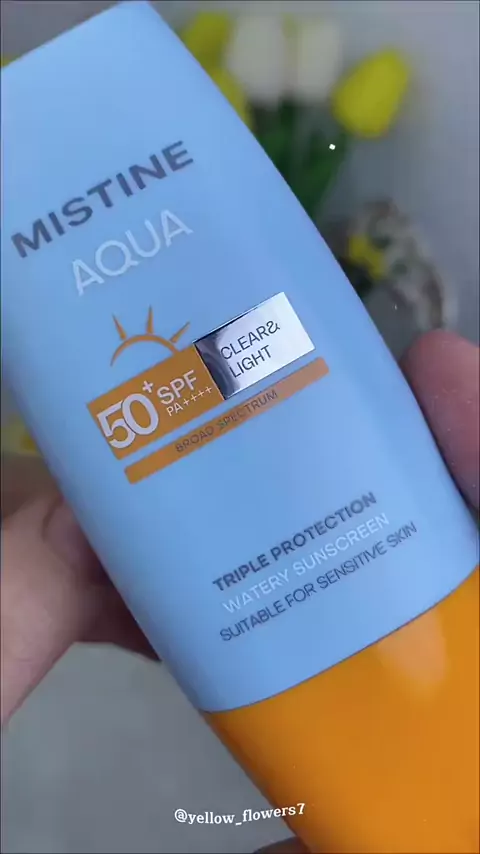 MISTINE
AQUA
50+ SPF
PA++++
CLEAR&
LIGHT
BROAD SPECTRUM
TRIPLE PROTECTION
WATERY SUNSCREEN
SUITABLE FOR SENSITIVE SKIN
@yellow_flowers7